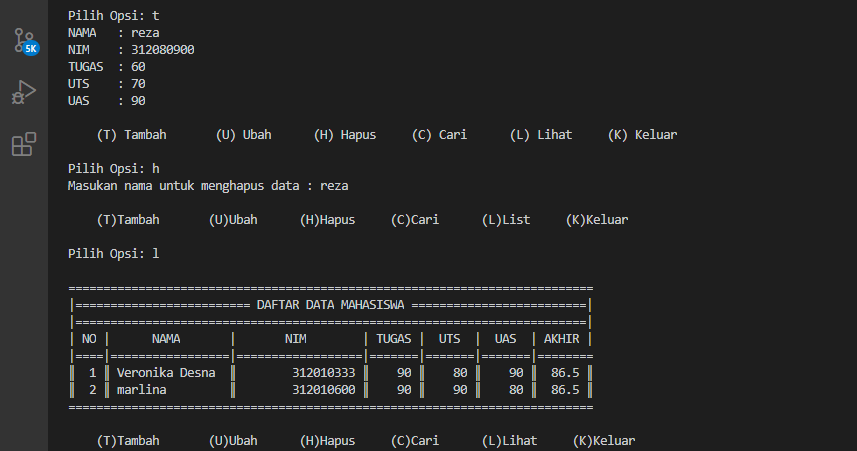 Pilih Opsi: t
NAMA : reza
NIM : 312080900
TUGAS : 60
UTS : 70
UAS : 90
(T) Tambah (U) Ubah (H) Hapus (C) Cari (L) Lihat (K) Keluar
Pilih Opsi: h
Masukan nama untuk menghapus data : reza
(T)Tambah (U)Ubah (H)Hapus (C)Cari (L)List (K)Keluar
Pilih Opsi: l
===========================================================================
|========================= DAFTAR DATA MAHASISWA =========================|
|=========================================================================|
| NO | NAMA | NIM | TUGAS | UTS | UAS | AKHIR |
|====|=================|==================|=======|=======|=======|========
║ 1 ║ Veronika Desna ║ 312010333 ║ 90 ║ 80 ║ 90 ║ 86.5 ║
║ 2 ║ marlina ║ 312010600 ║ 90 ║ 90 ║ 80 ║ 86.5 ║
===========================================================================
(T)Tambah (U)Ubah (H)Hapus (C)Cari (L)Lihat (K)Keluar
5K